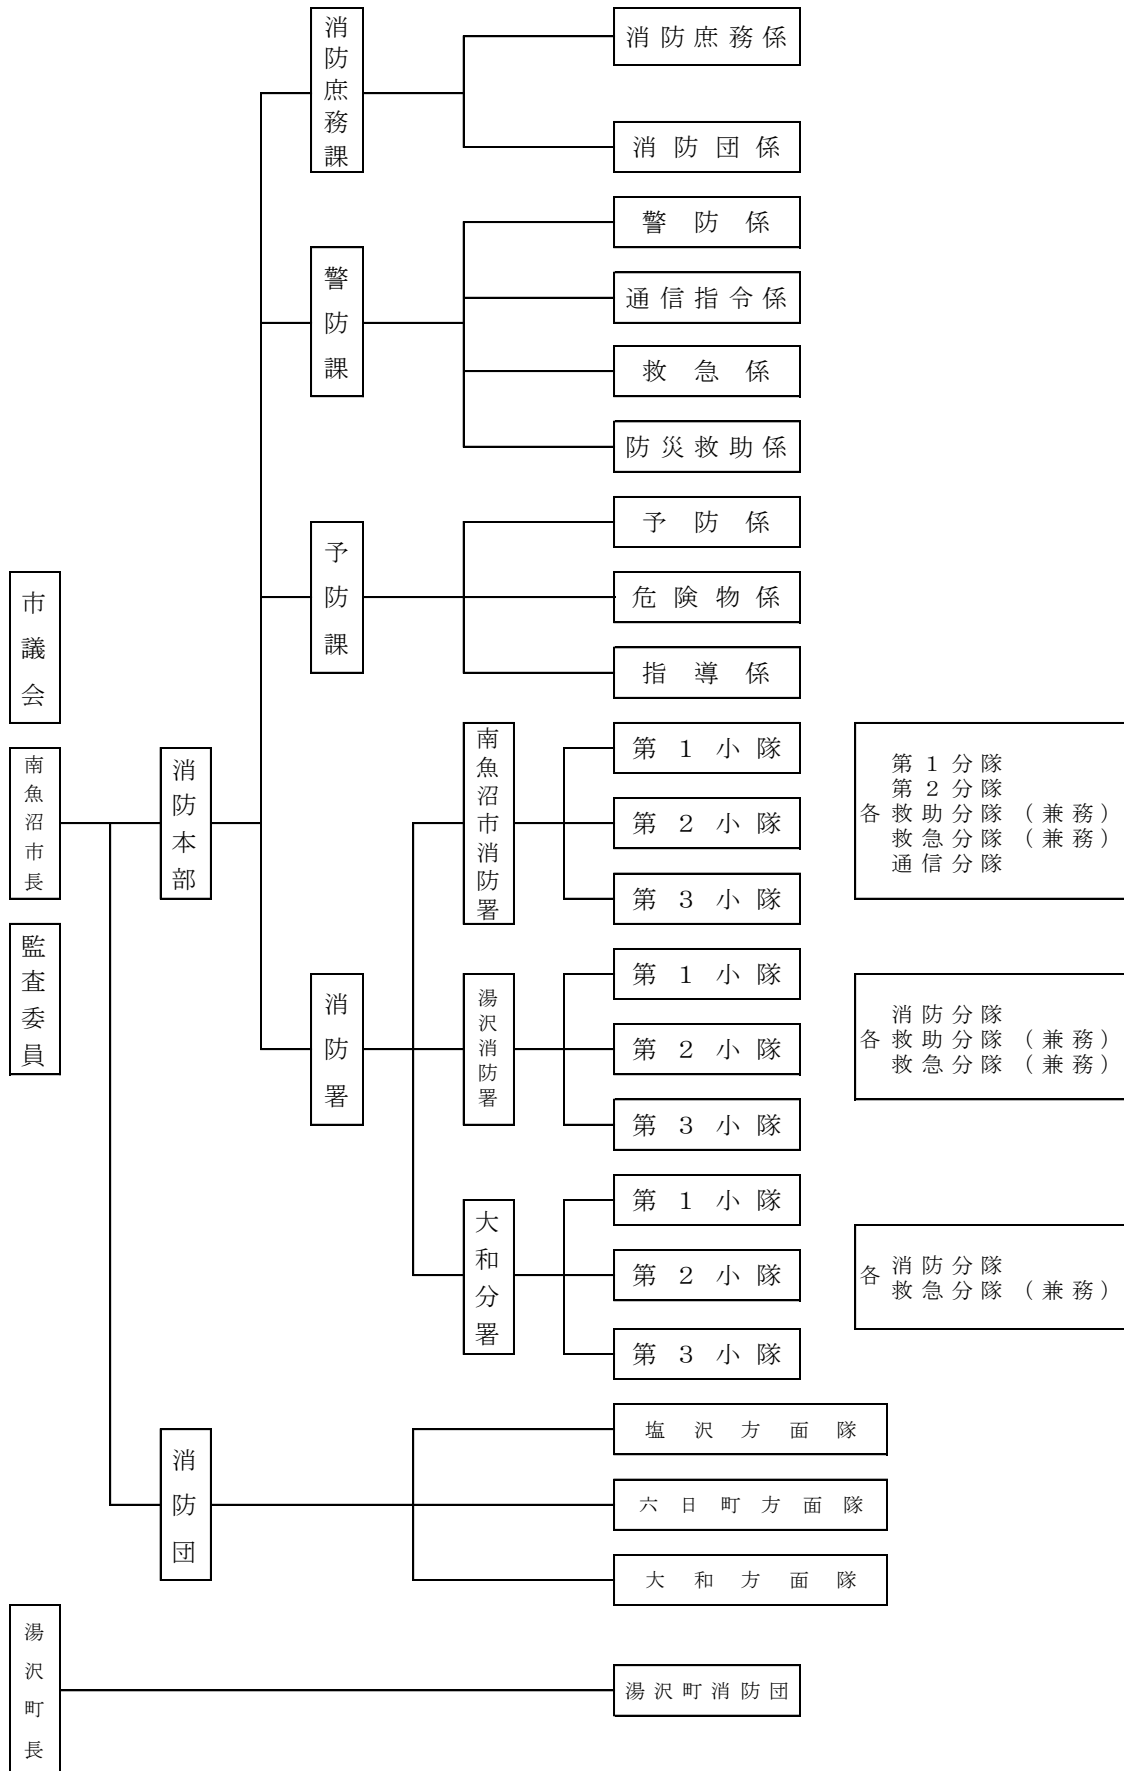 消防庶務課
消防庶務係
消防団係
警防課
警防係
通信指令係
救急係
防災救助係
予防課
予防係
危険物係
指導係
市議会
南魚沼市長
監査委員
消防本部
消防署
南魚沼市消防署
第1小隊
第2小隊
第3小隊
第1分隊
第2分隊
各救助分隊（兼務）
救急分隊（兼務）
通信分隊
湯沢消防署
第1小隊
第2小隊
第3小隊
消防分隊
各救助分隊（兼務）
救急分隊（兼務）
大和分署
第1小隊
第2小隊
第3小隊
各
消防分隊
救急分隊（兼務）
消防団
塩沢方面隊
六日町方面隊
大和方面隊
湯沢町長
湯沢町消防団